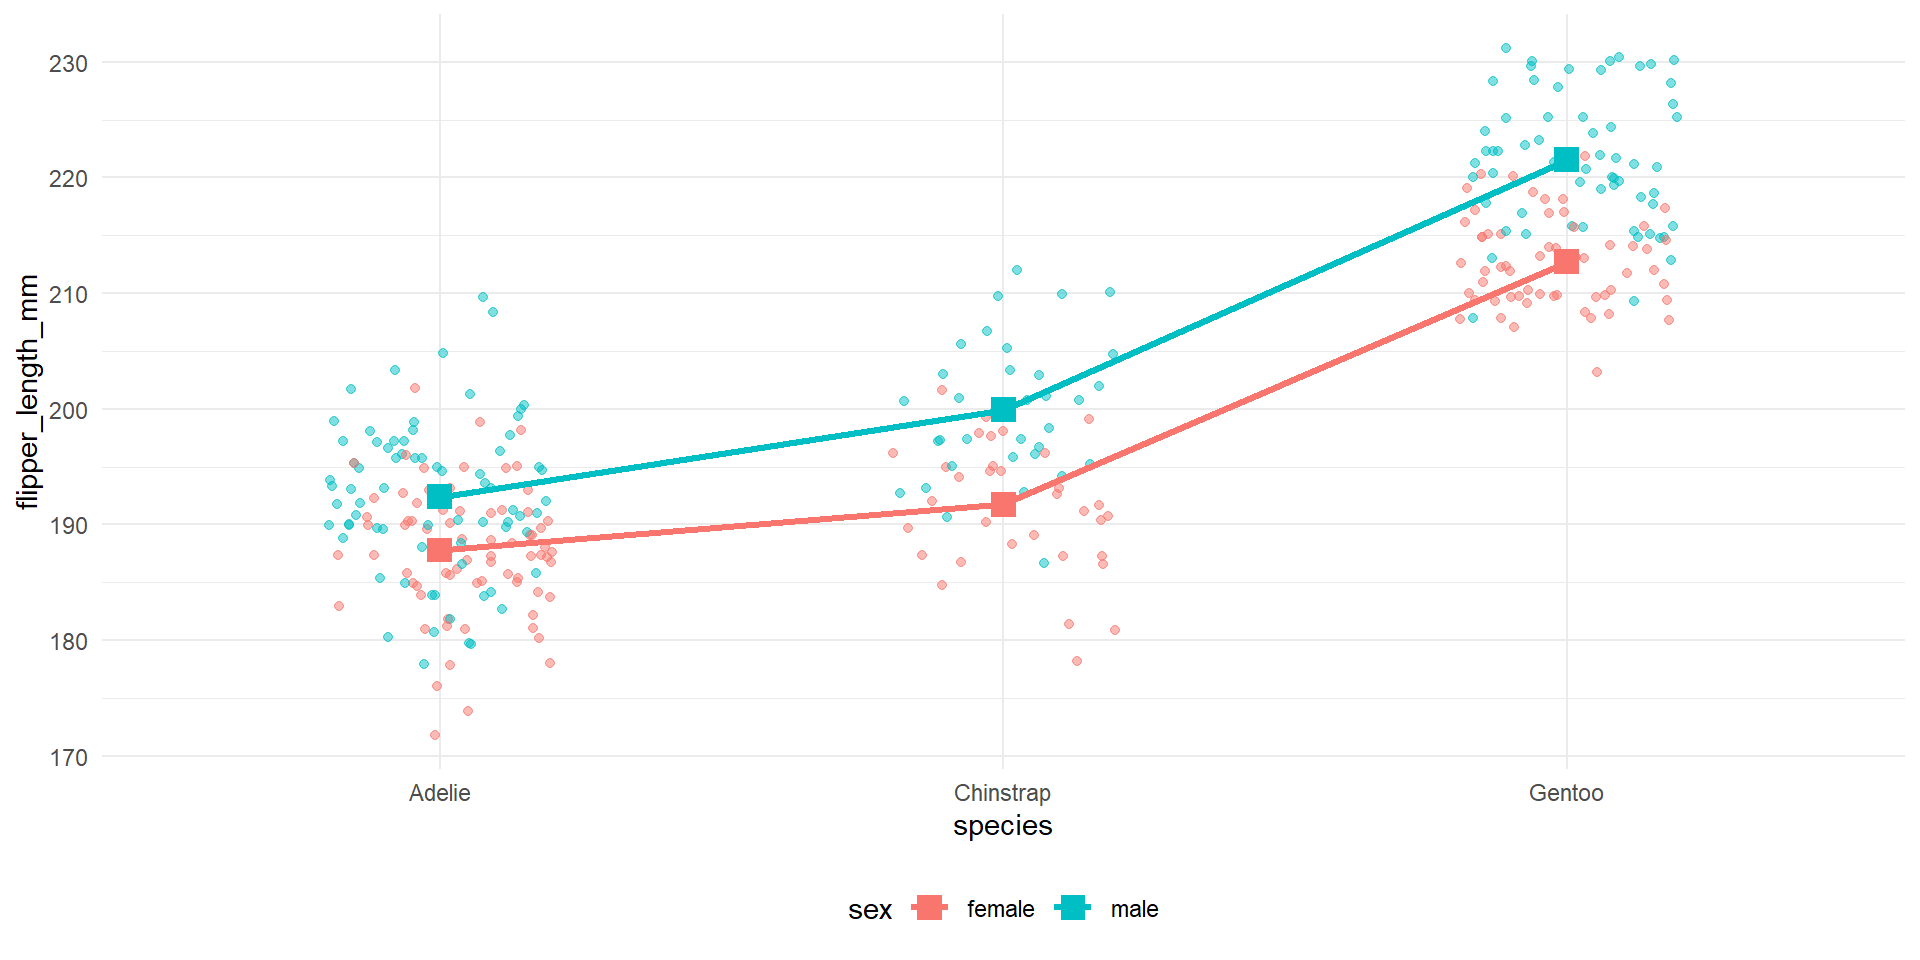 flipper_length_mm
230
220
210
200
190
180
170
Adelie Chinstrap Gentoo
species
sex female male